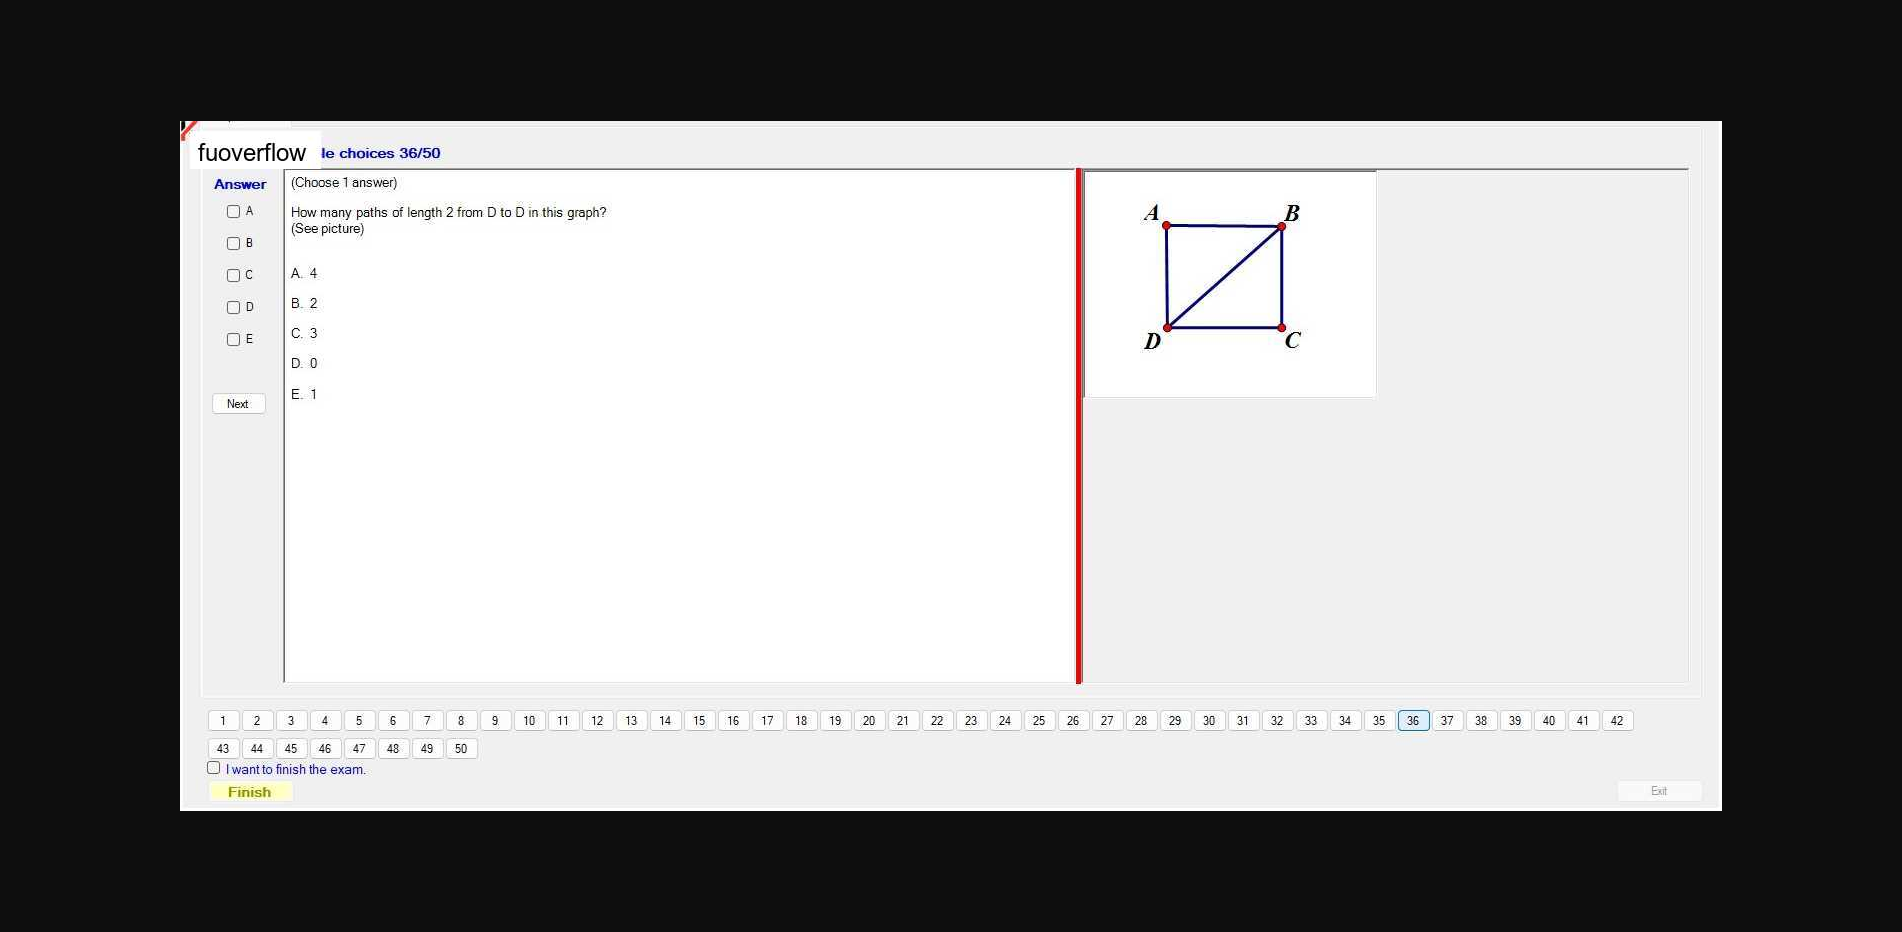 fuoverflow le choices 36/50
Answer
A
B
C
D
E
Next
(Choose 1 answer)
How many paths of length 2 from D to D in this graph?
(See picture)
A. 4
B. 2
C. 3
D. 0
E. 1
A B
D C
1 2 3 4 5 6 7 8 9 10 11 12 13 14 15 16 17 18 19 20 21 22 23 24 25 26 27 28 29 30 31 32 33 34 35 36 37 38 39 40 41 42
43 44 45 46 47 48 49 50
I want to finish the exam.
Finish
Exit